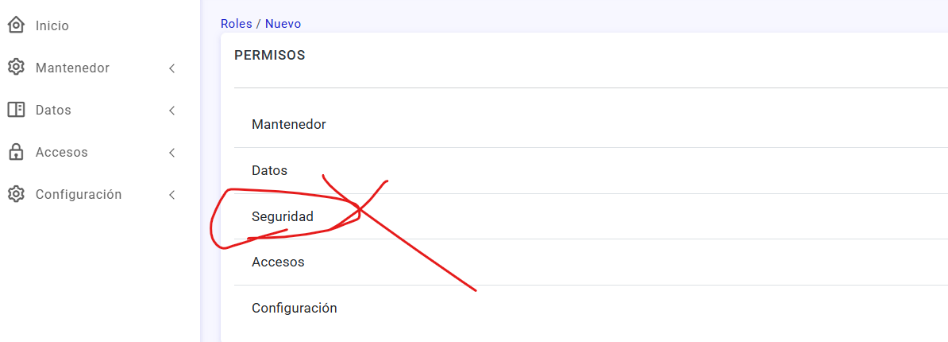 Inicio
Mantenedor
Datos
Accesos
Configuración
Roles / Nuevo
PERMISOS
Mantenedor
Datos
Seguridad
Accesos
Configuración